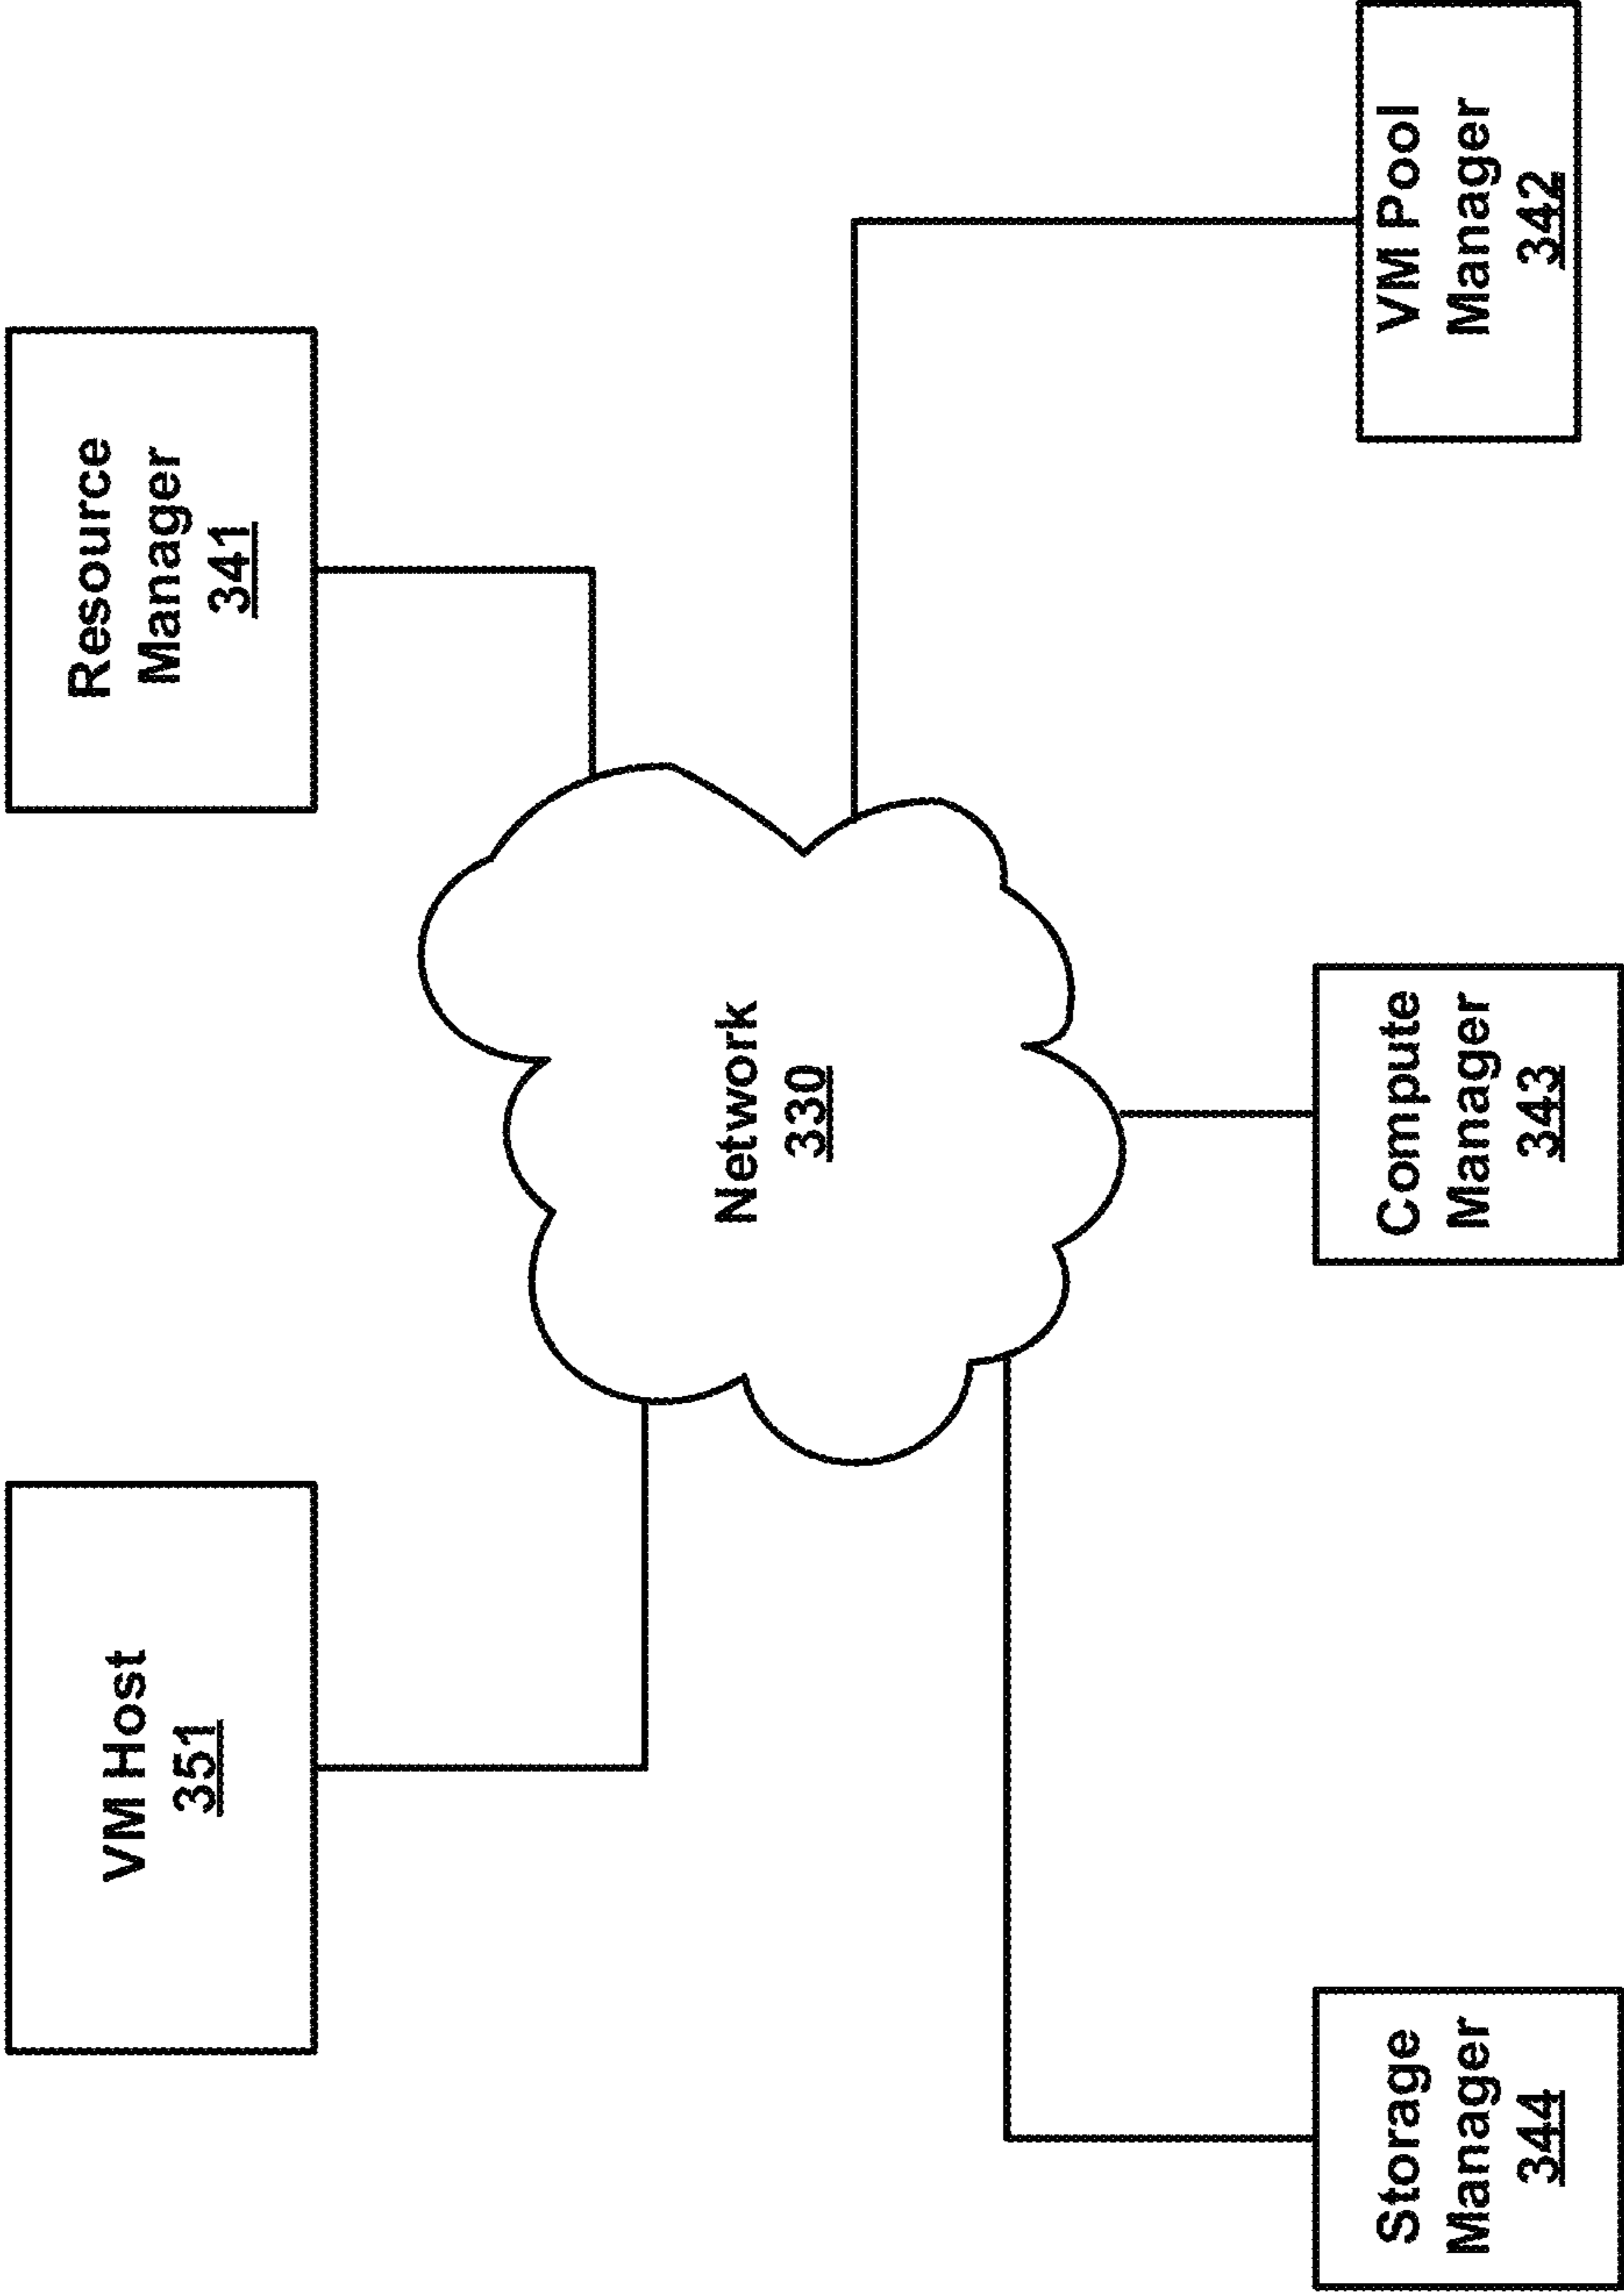 VM Host
351
Resource
Manager
341
Network
330
Storage
Manager
344
Compute
Manager
343
VM Pool
Manager
342